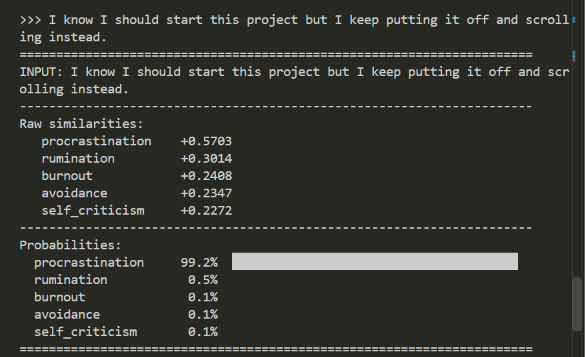 >>> I know I should start this project but I keep putting it off and scroll
ing instead.
======================================================================
INPUT: I know I should start this project but I keep putting it off and scr
olling instead.
----------------------------------------------------------------------
Raw similarities:
   procrastination    +0.5703
   rumination         +0.3014
   burnout            +0.2408
   avoidance          +0.2347
   self_criticism     +0.2272
----------------------------------------------------------------------
Probabilities:
  procrastination     99.2%
  rumination           0.5%
  burnout              0.1%
  avoidance            0.1%
  self_criticism       0.1%
======================================================================